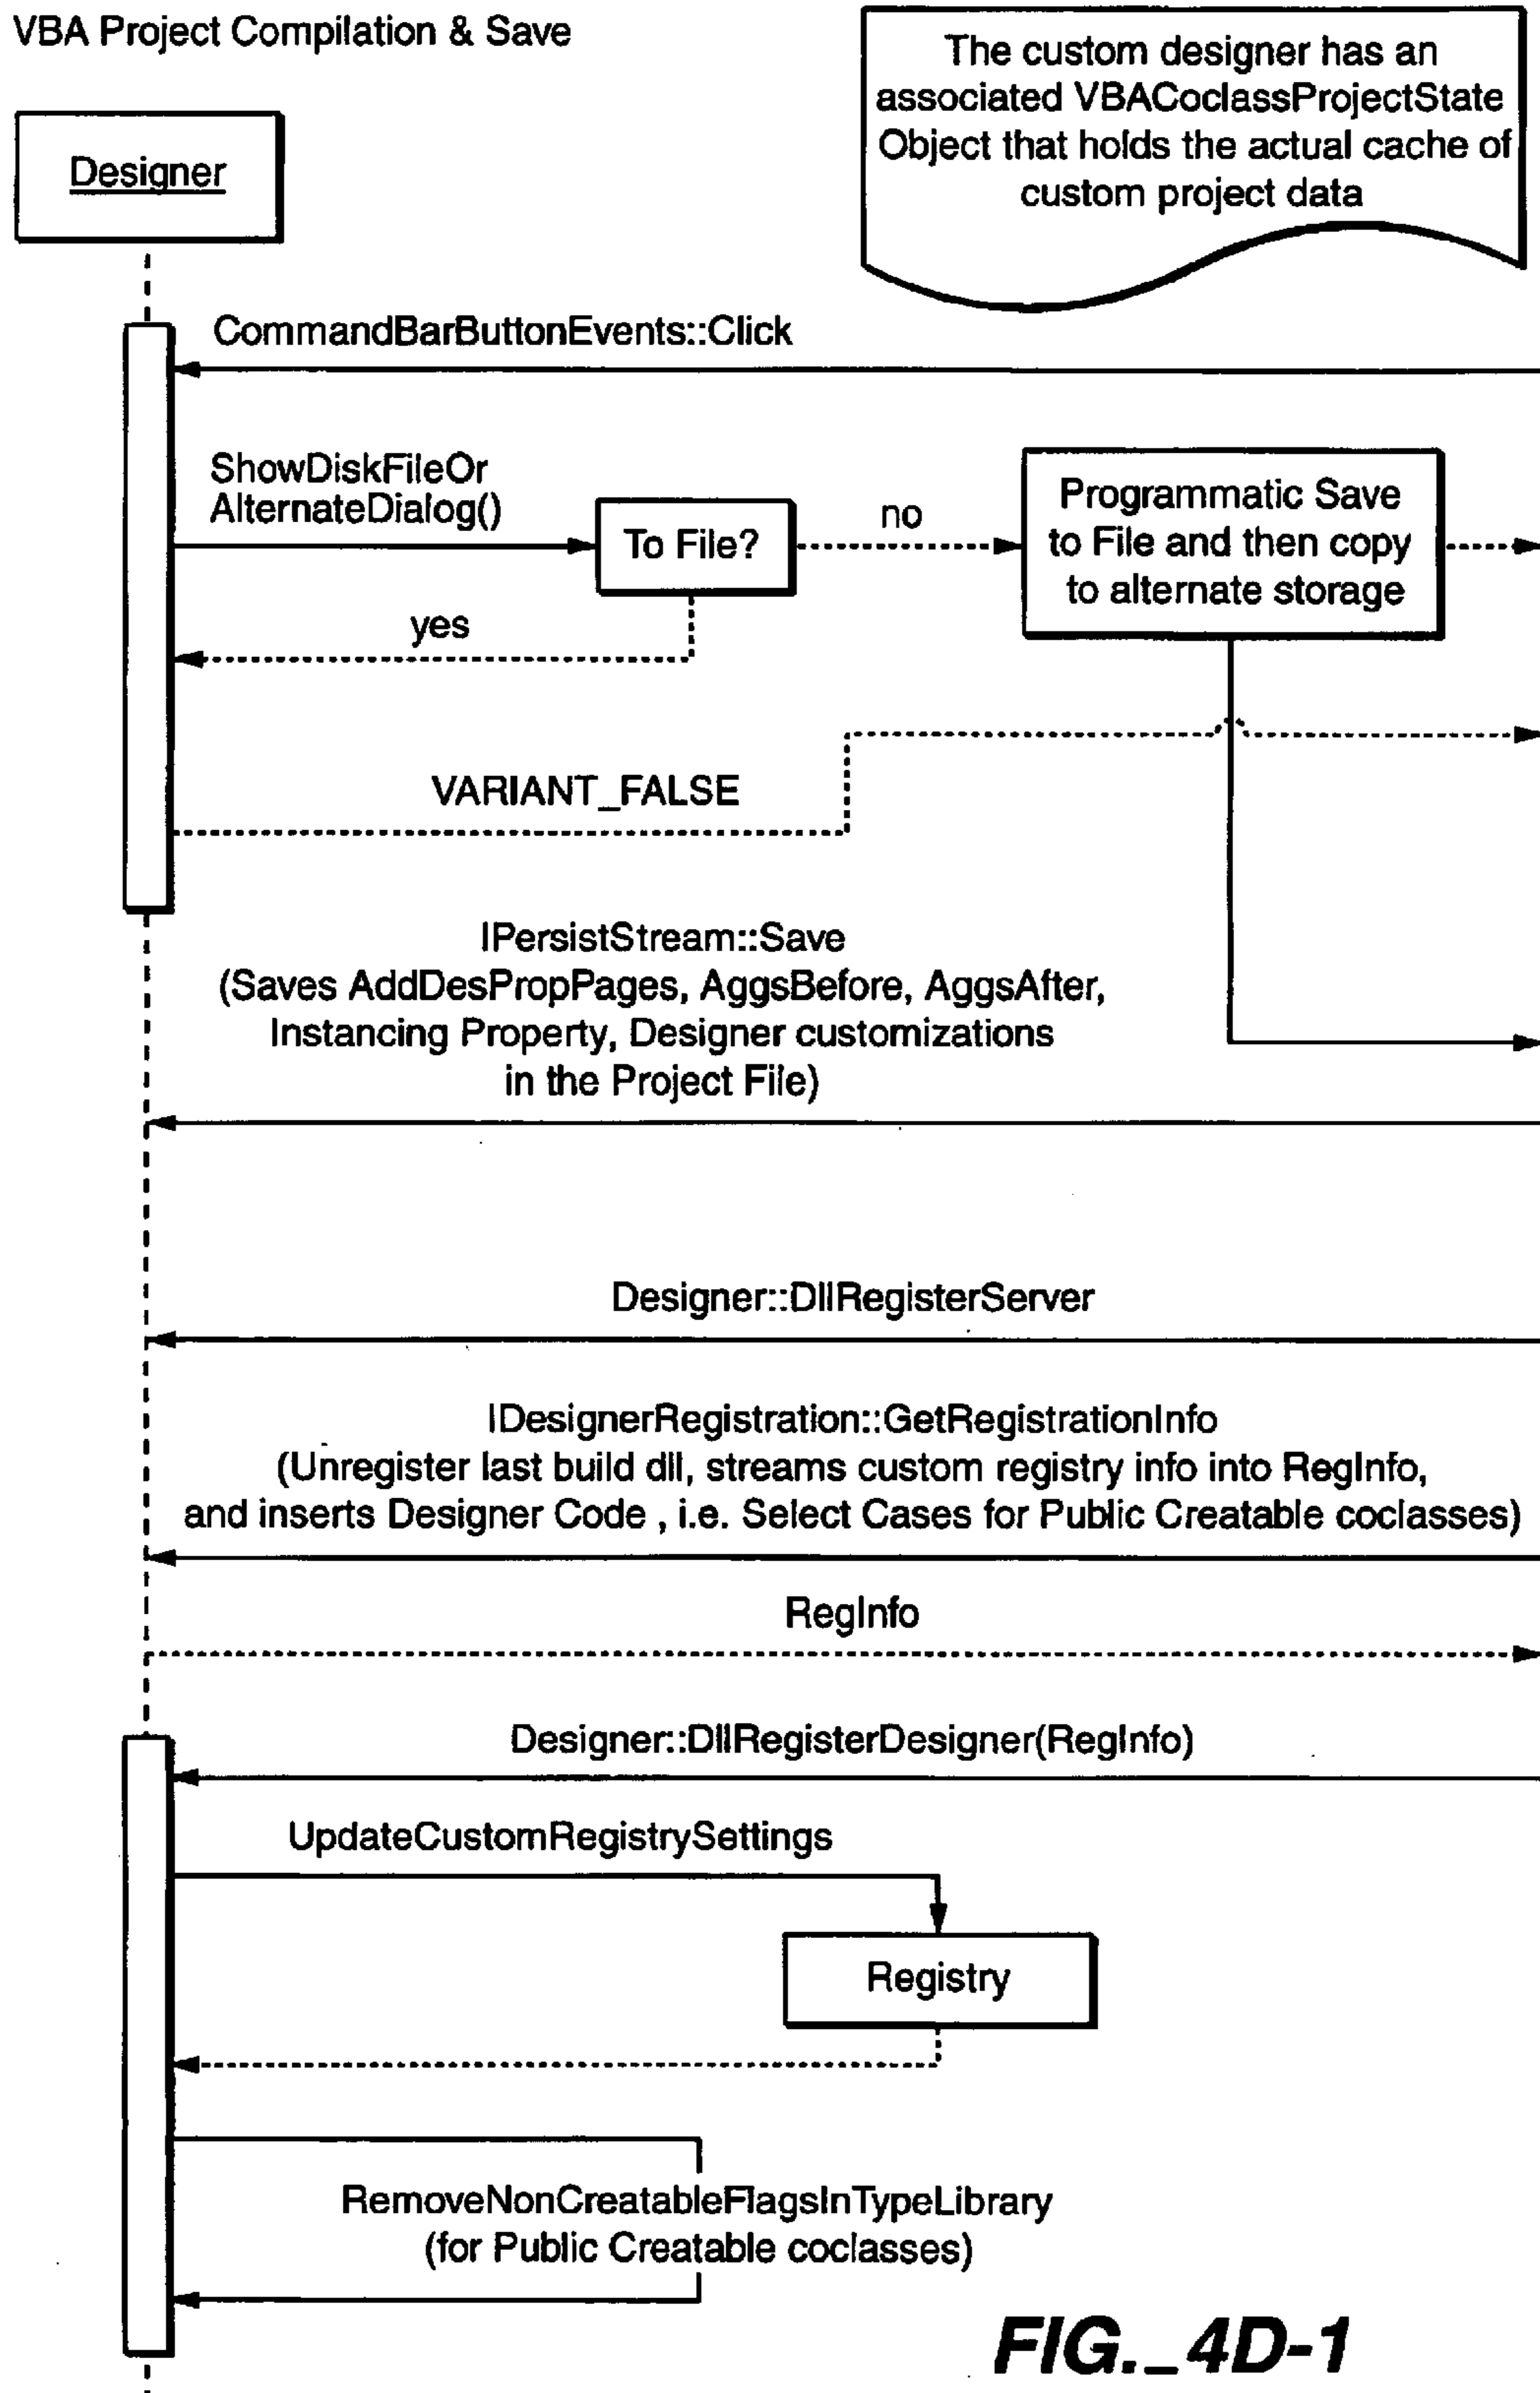 VBA Project Compilation & Save
The custom designer has an
associated VBACoclassProjectState
Object that holds the actual cache of
custom project data
Designer
CommandBarButtonEvents::Click
ShowDiskFileOr
AlternateDialog()
To File?
no
Programmatic Save
to File and then copy
to alternate storage
yes
VARIANT_FALSE
IPersistStream::Save
(Saves AddDesPropPages, AggsBefore, AggsAfter,
Instancing Property, Designer customizations
in the Project File)
Designer::DllRegisterServer
IDesignerRegistration::GetRegistrationInfo
(Unregister last build dll, streams custom registry info into RegInfo,
and inserts Designer Code , i.e. Select Cases for Public Creatable coclasses)
RegInfo
Designer::DllRegisterDesigner(RegInfo)
UpdateCustomRegistrySettings
Registry
RemoveNonCreatableFlagsInTypeLibrary
(for Public Creatable coclasses)
FIG._4D-1